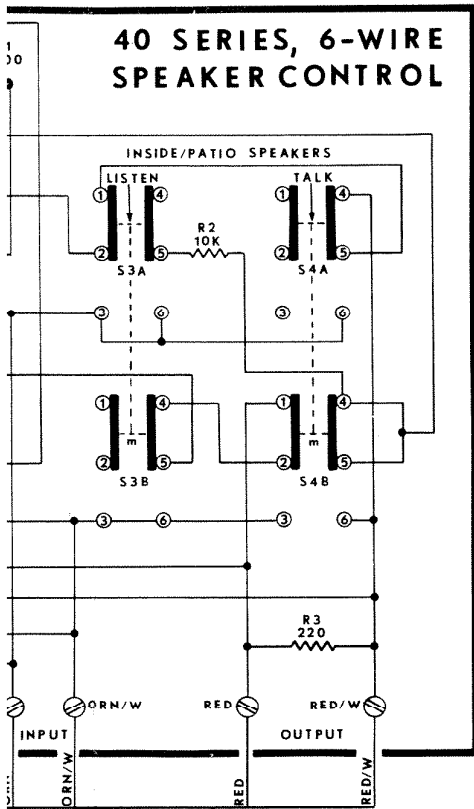 40 SERIES, 6-WIRE
SPEAKER CONTROL
00
INSIDE/PATIO SPEAKERS
LISTEN TALK
1 4 1 4
R2
10K
2 5 2 5
S3A S4A
3 6 3 6
1 4 1 4
m m
2 5 2 5
S3B S4B
3 6 3 6
R3
220
ORN/W RED RED/W
INPUT OUTPUT
ORN/W RED RED/W